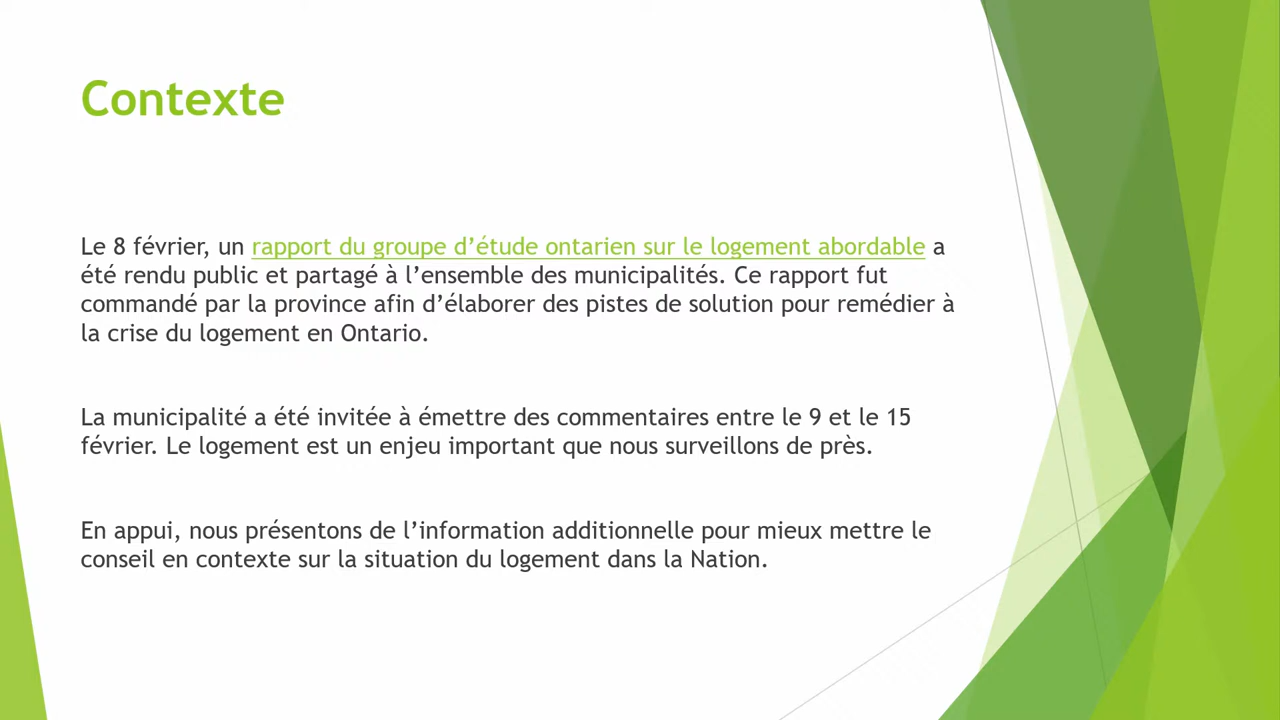 Contexte
Le 8 février, un rapport du groupe d’étude ontarien sur le logement abordable a
été rendu public et partagé à l’ensemble des municipalités. Ce rapport fut
commandé par la province afin d’élaborer des pistes de solution pour remédier à
la crise du logement en Ontario.
La municipalité a été invitée à émettre des commentaires entre le 9 et le 15
février. Le logement est un enjeu important que nous surveillons de près.
En appui, nous présentons de l’information additionnelle pour mieux mettre le
conseil en contexte sur la situation du logement dans la Nation.